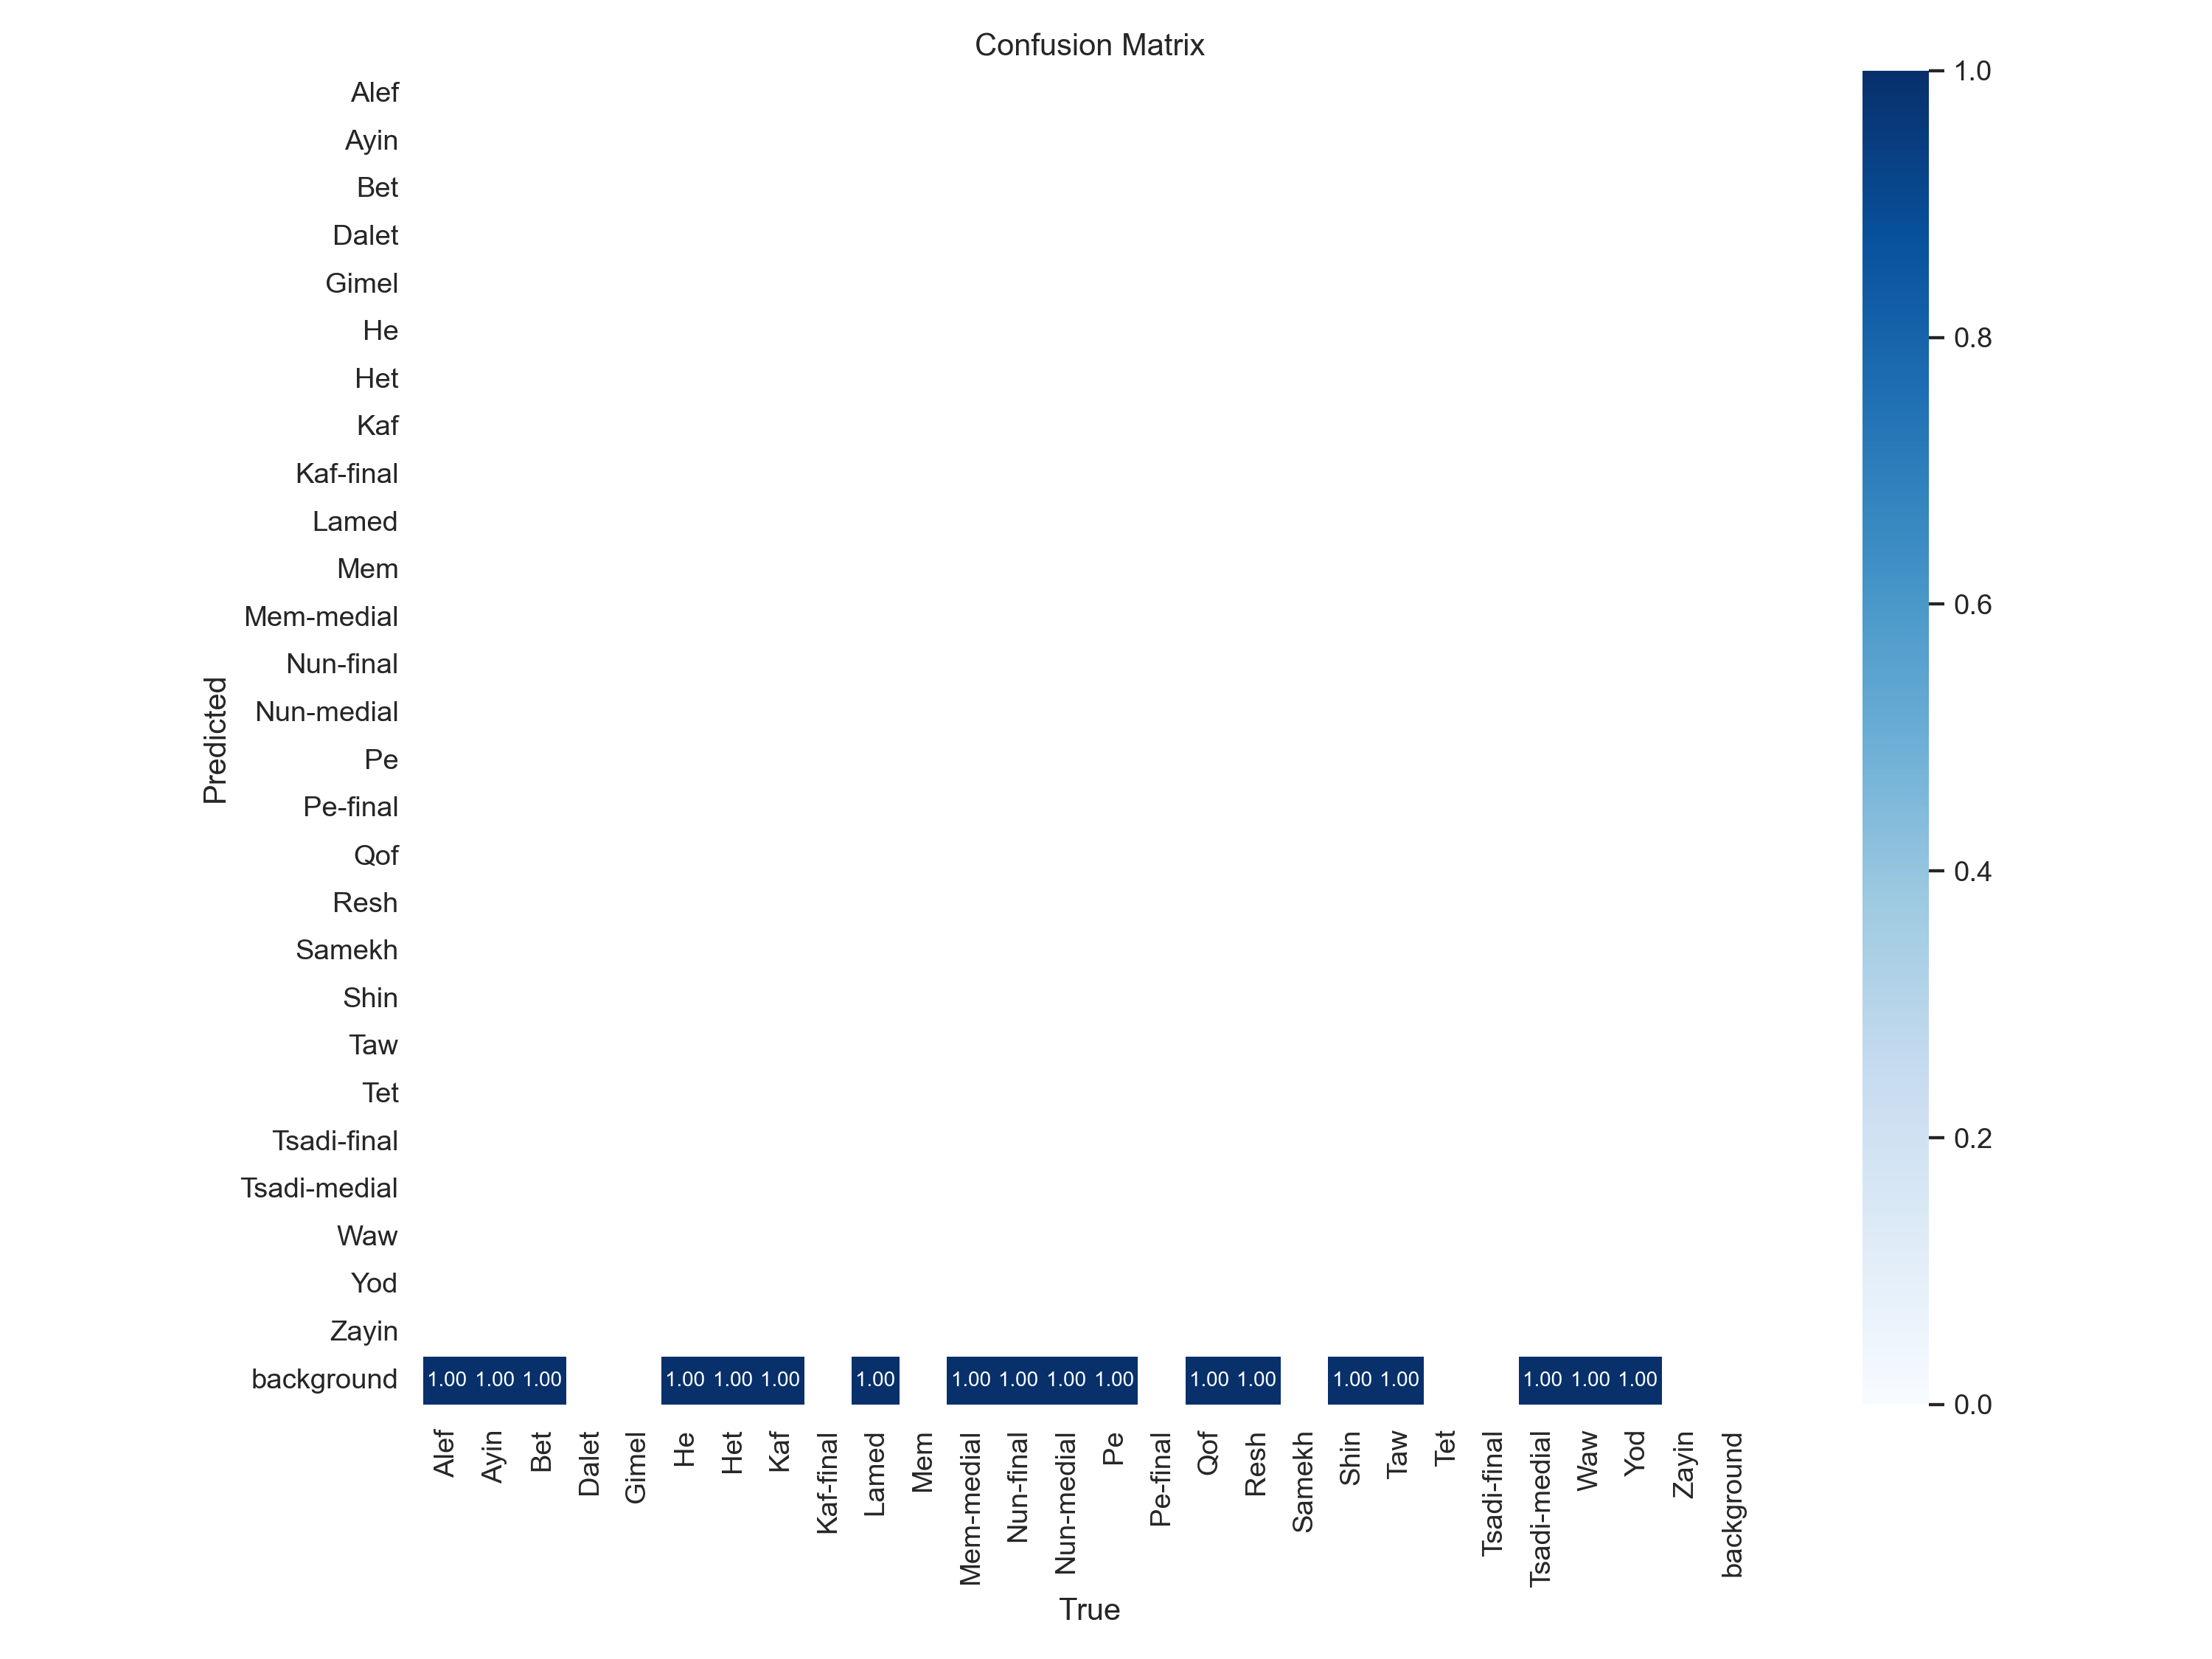 Confusion Matrix
Alef
Ayin
Bet
Dalet
Gimel
He
Het
Kaf
Kaf-final
Lamed
Mem
Mem-medial
Nun-final
Nun-medial
Pe
Pe-final
Qof
Resh
Samekh
Shin
Taw
Tet
Tsadi-final
Tsadi-medial
Waw
Yod
Zayin
background
Predicted
1.00 1.00 1.00 1.00 1.00 1.00 1.00 1.00 1.00 1.00 1.00 1.00 1.00 1.00 1.00 1.00 1.00 1.00
Alef
Ayin
Bet
Dalet
Gimel
He
Het
Kaf
Kaf-final
Lamed
Mem
Mem-medial
Nun-final
Nun-medial
Pe
Pe-final
Qof
Resh
Samekh
Shin
Taw
Tet
Tsadi-final
Tsadi-medial
Waw
Yod
Zayin
background
True
1.0
0.8
0.6
0.4
0.2
0.0